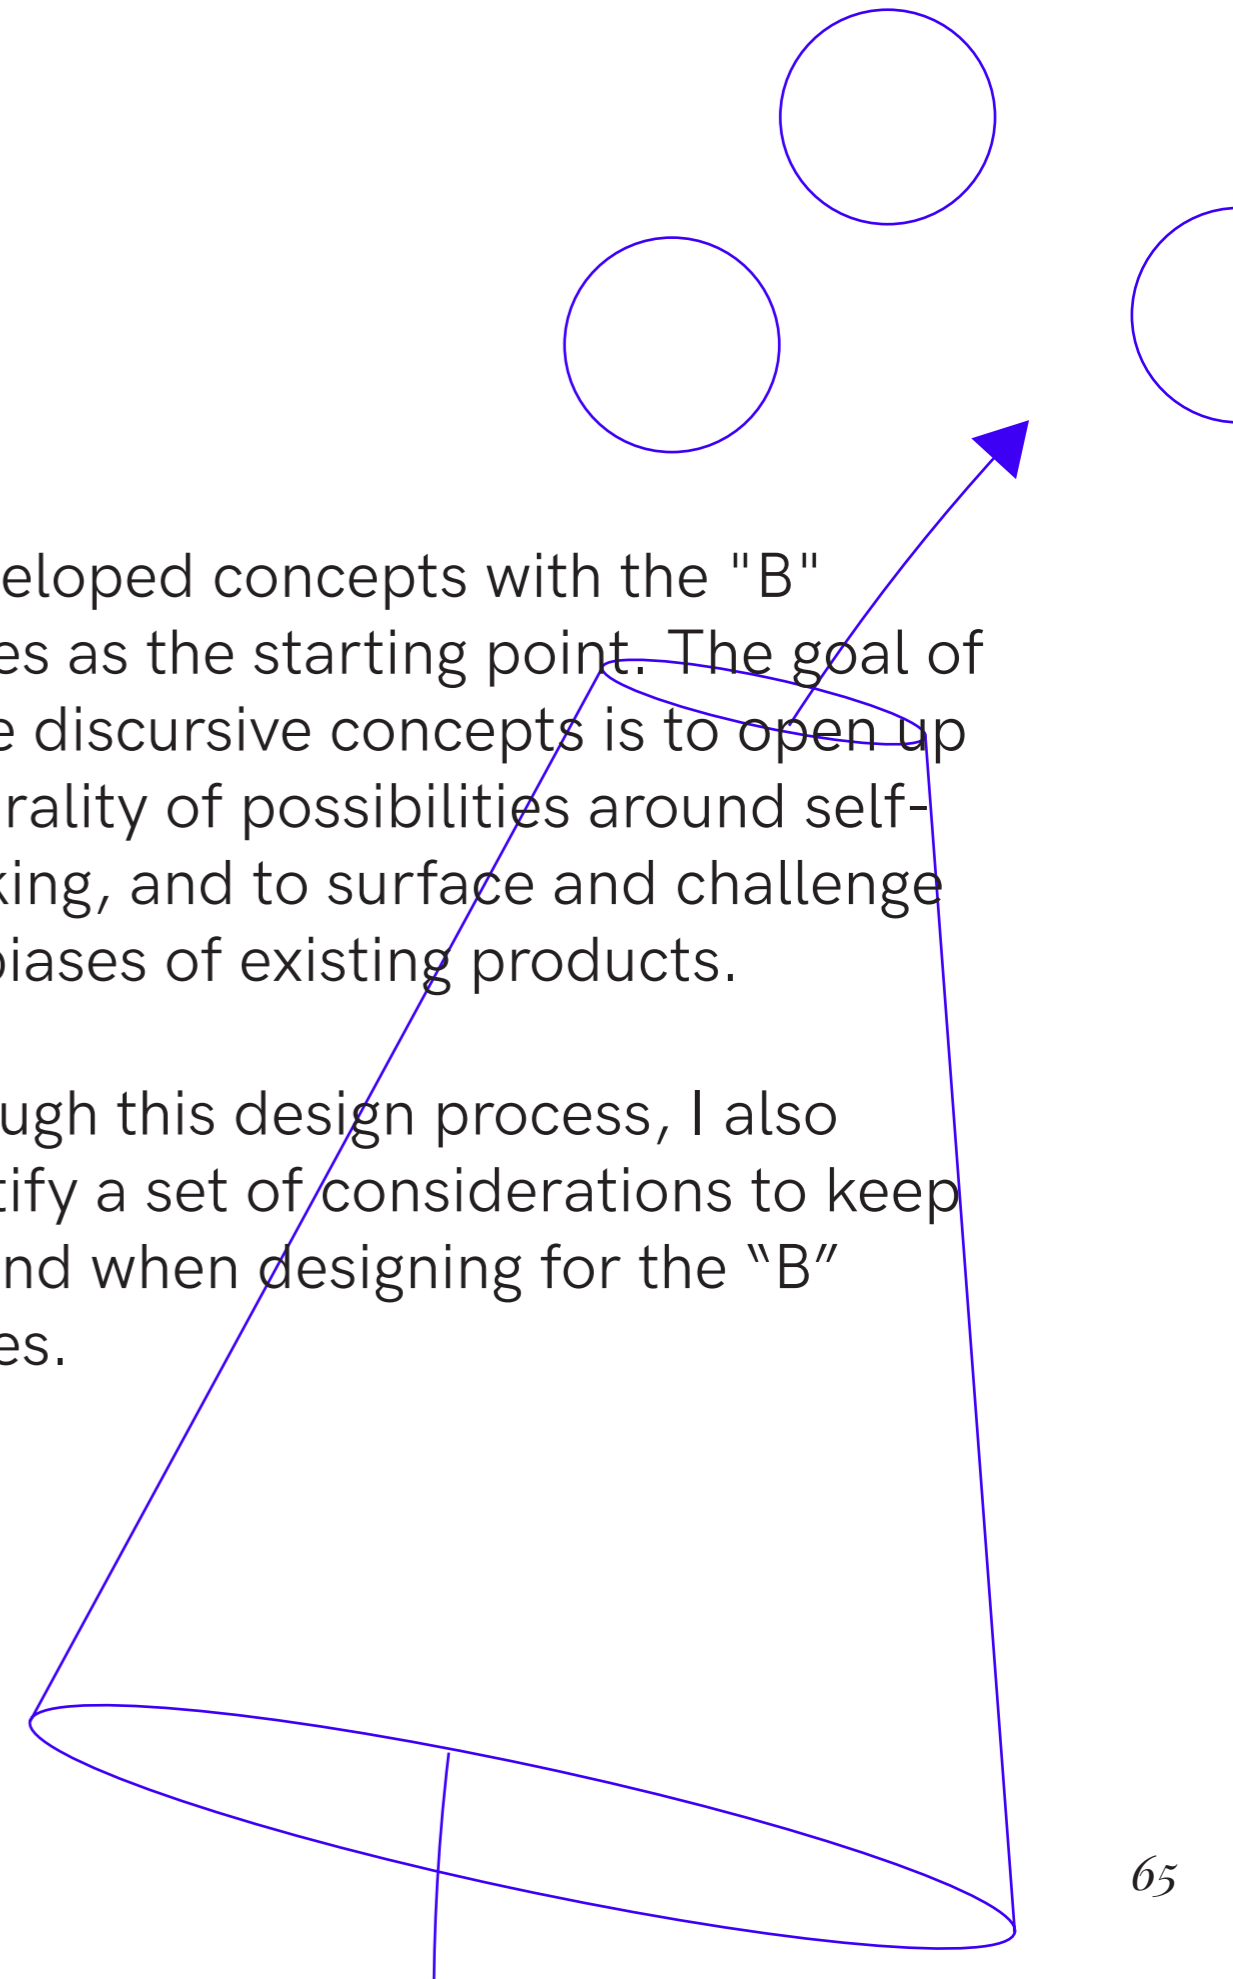 eloped concepts with the "B"
es as the starting point. The goal of
e discursive concepts is to open up
rality of possibilities around self-
king, and to surface and challenge
biases of existing products.
ugh this design process, I also
tify a set of considerations to keep
nd when designing for the “B”
es.
65